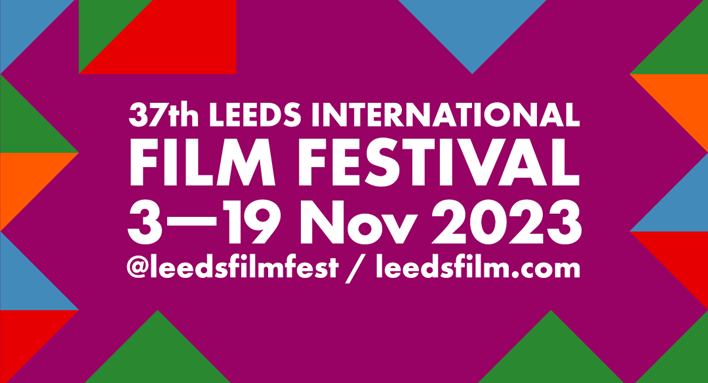 37th LEEDS INTERNATIONAL
FILM FESTIVAL
3—19 Nov 2023
@leedsfilmfest / leedsfilm.com